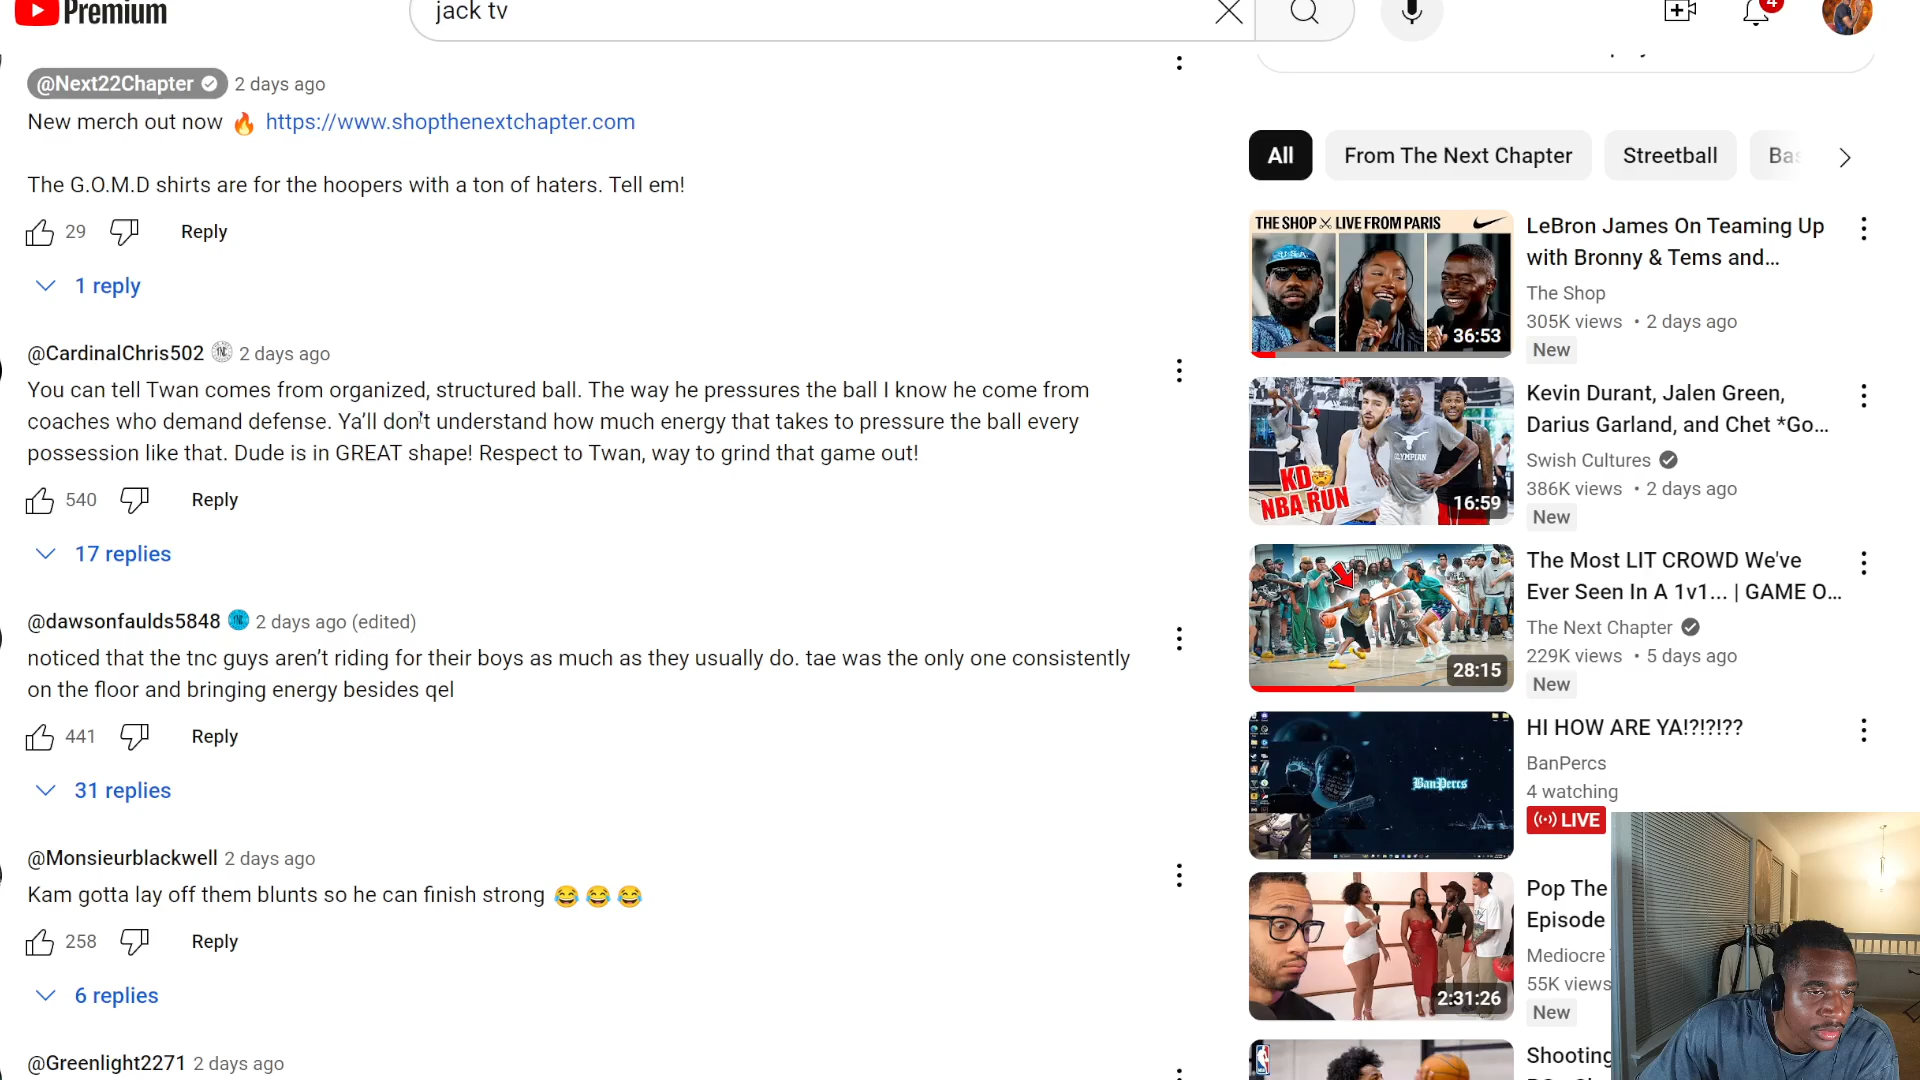 Premium
jack tv
4
@Next22Chapter 2 days ago
New merch out now 🔥 https://www.shopthenextchapter.com
The G.O.M.D shirts are for the hoopers with a ton of haters. Tell em!
29 Reply
1 reply
@CardinalChris502 2 days ago
You can tell Twan comes from organized, structured ball. The way he pressures the ball I know he come from
coaches who demand defense. Ya’ll don’t understand how much energy that takes to pressure the ball every
possession like that. Dude is in GREAT shape! Respect to Twan, way to grind that game out!
540 Reply
17 replies
@dawsonfaulds5848 2 days ago (edited)
noticed that the tnc guys aren’t riding for their boys as much as they usually do. tae was the only one consistently
on the floor and bringing energy besides qel
441 Reply
31 replies
@Monsieurblackwell 2 days ago
Kam gotta lay off them blunts so he can finish strong 😂😂😂
258 Reply
6 replies
@Greenlight2271 2 days ago
All From The Next Chapter Streetball Bas
THE SHOP LIVE FROM PARIS
36:53
LeBron James On Teaming Up
with Bronny & Tems and...
The Shop
305K views • 2 days ago
New
OLYMPIAN
KD
NBA RUN
16:59
Kevin Durant, Jalen Green,
Darius Garland, and Chet *Go...
Swish Cultures
386K views • 2 days ago
New
28:15
The Most LIT CROWD We've
Ever Seen In A 1v1... | GAME O...
The Next Chapter
229K views • 5 days ago
New
BanPercs
HI HOW ARE YA!?!?!??
BanPercs
4 watching
LIVE
2:31:26
Pop The
Episode
Mediocre
55K views
New
Shooting